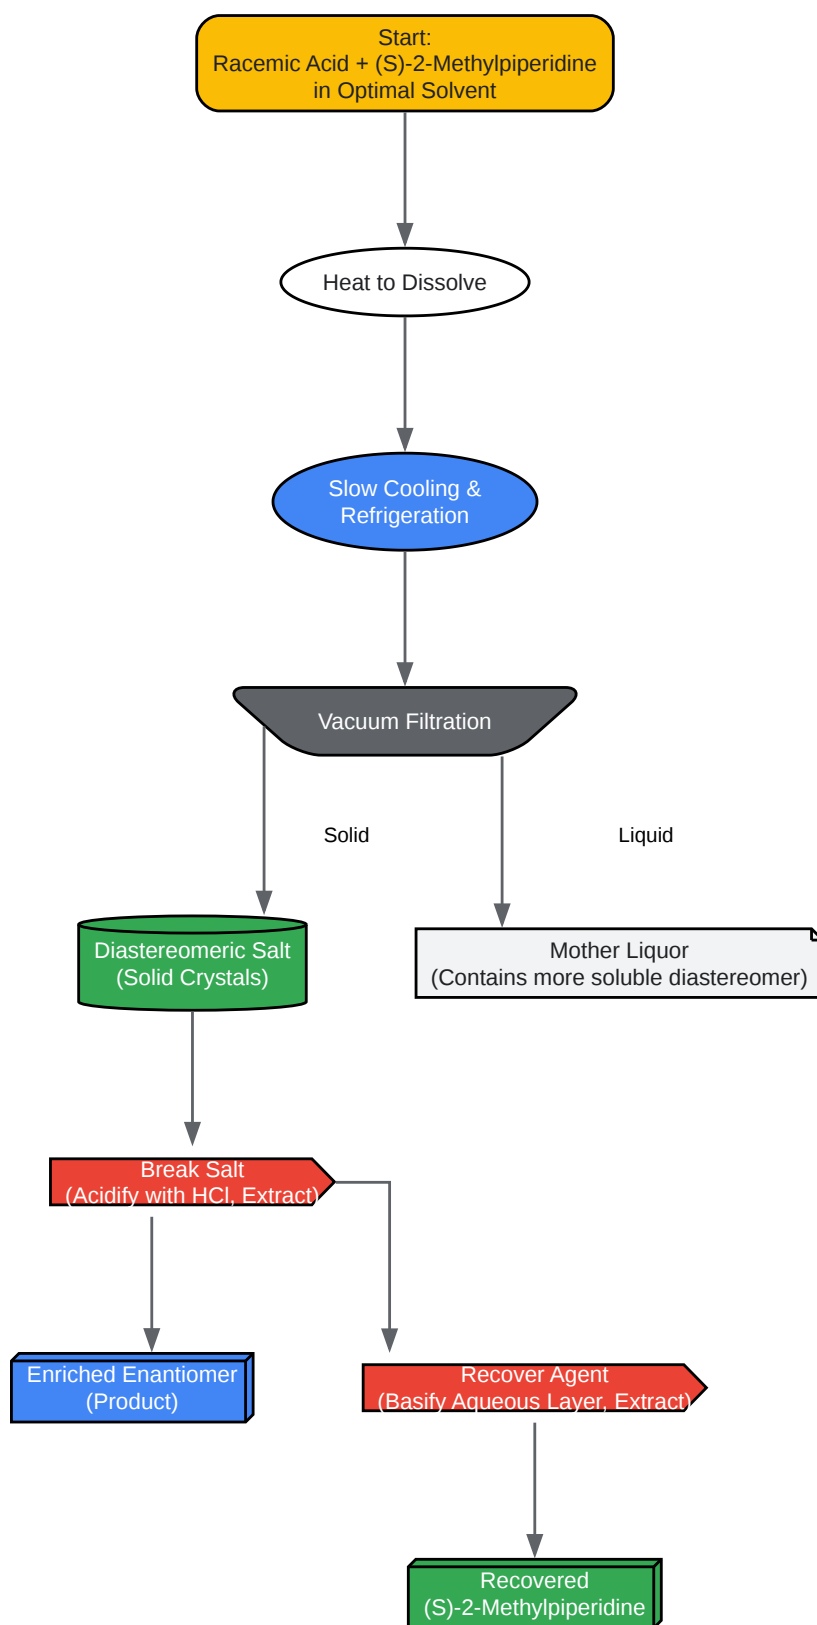 Start:
Racemic Acid + (S)-2-Methylpiperidine
in Optimal Solvent
Heat to Dissolve
Slow Cooling &
Refrigeration
Vacuum Filtration
Solid
Liquid
Diastereomeric Salt
(Solid Crystals)
Mother Liquor
(Contains more soluble diastereomer)
Break Salt
(Acidify with HCl, Extract)
Enriched Enantiomer
(Product)
Recover Agent
(Basify Aqueous Layer, Extract)
Recovered
(S)-2-Methylpiperidine